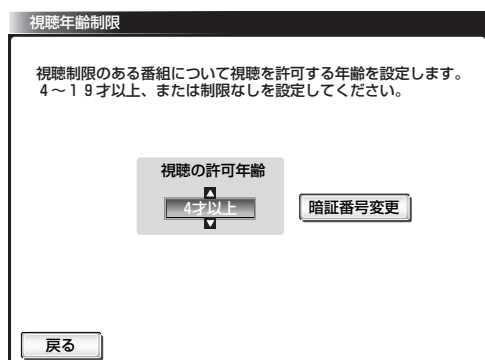 視聴年齢制限
視聴制限のある番組について視聴を許可する年齢を設定します。
4～19才以上、または制限なしを設定してください。
視聴の許可年齢
4才以上
暗証番号変更
戻る